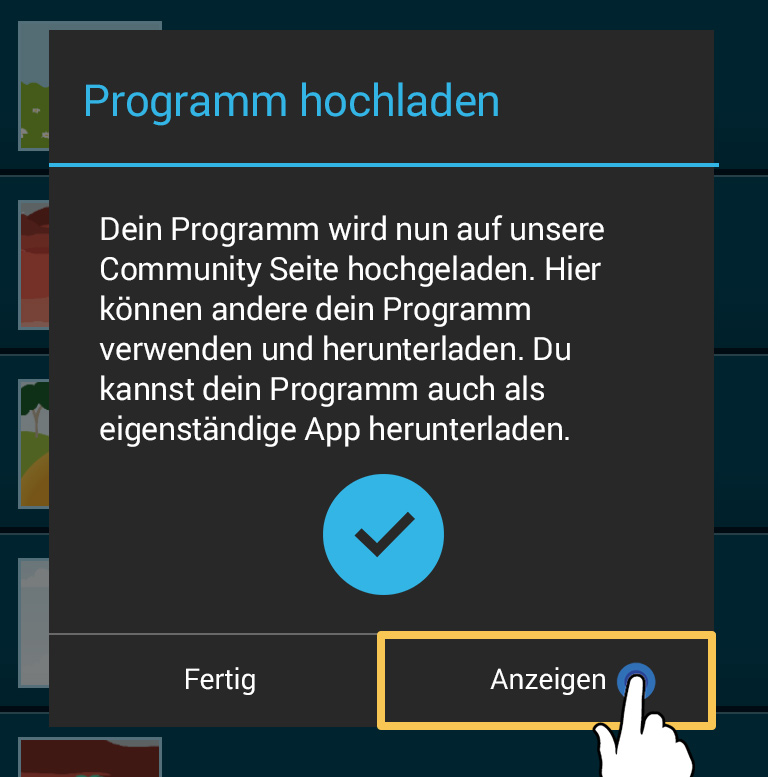 Programm hochladen
Dein Programm wird nun auf unsere
Community Seite hochgeladen. Hier
können andere dein Programm
verwenden und herunterladen. Du
kannst dein Programm auch als
eigenständige App herunterladen.
Fertig
Anzeigen